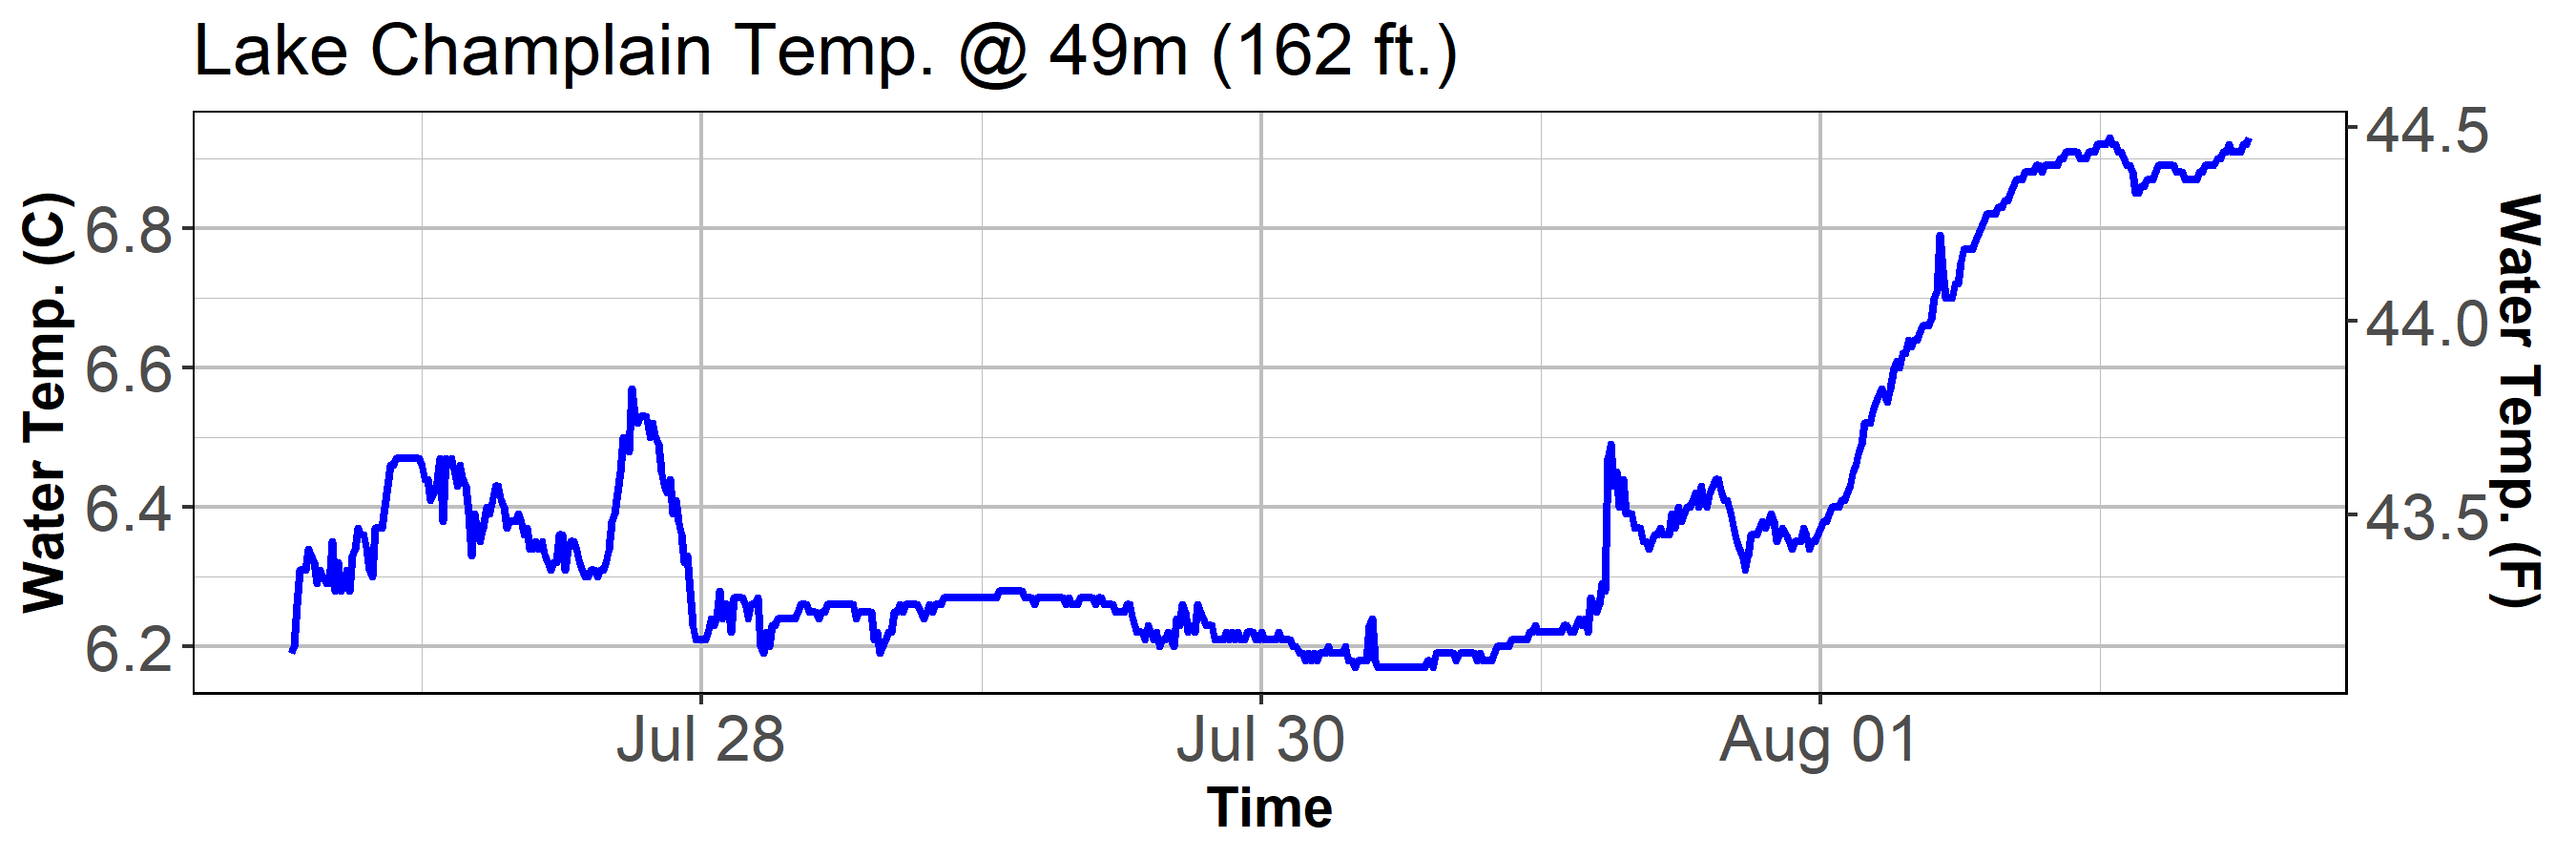 Lake Champlain Temp. @ 49m (162 ft.)
Water Temp. (C)
6.8
6.6
6.4
6.2
44.5
44.0
43.5
Water Temp. (F)
Jul 28 Jul 30 Aug 01
Time